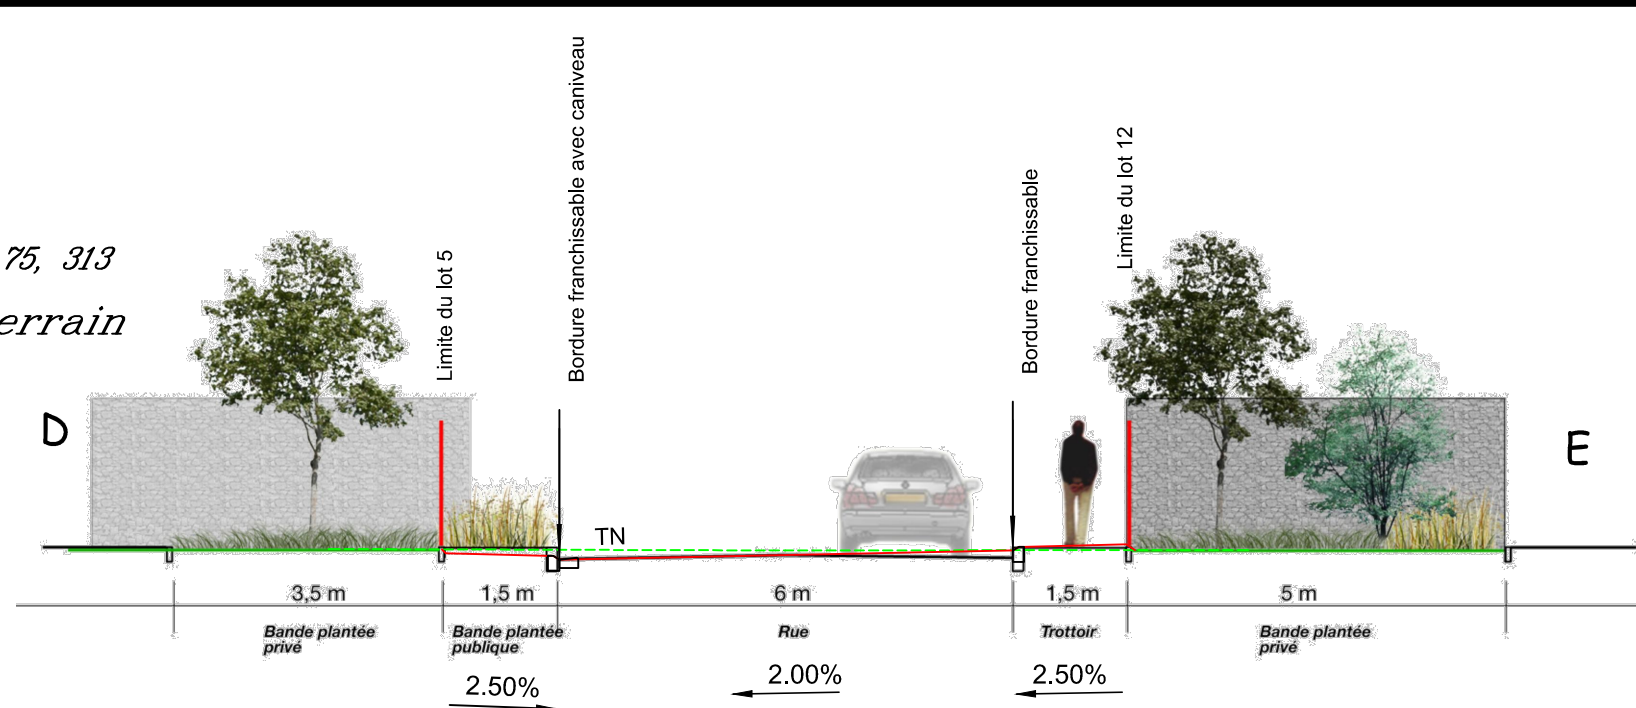 Bordure franchissable avec caniveau
Limite du lot 12
Bordure franchissable
Limite du lot 5
75, 313
errain
D
E
TN
3,5 m
1,5 m
6 m
1,5 m
5 m
Bande plantée
privé
Bande plantée
publique
Rue
Trottoir
Bande plantée
privé
2.50%
2.00%
2.50%